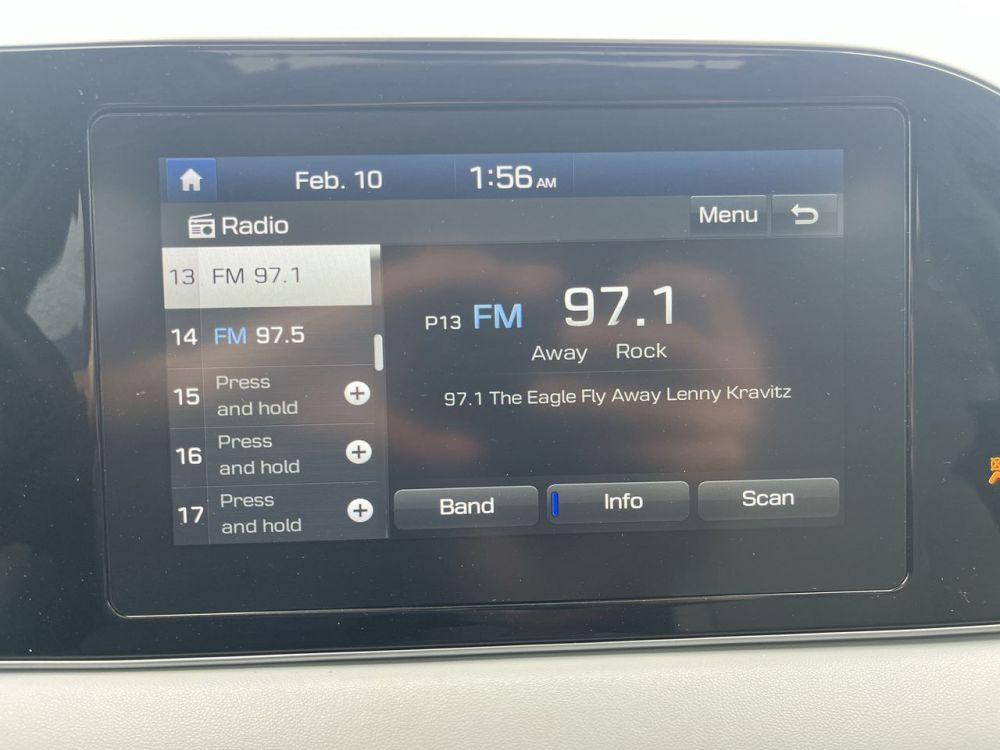 Feb. 10 1:56 AM
Radio Menu
13 FM 97.1
14 FM 97.5
15 Press and hold
16 Press and hold
17 Press and hold
P13 FM 97.1
Away Rock
97.1 The Eagle Fly Away Lenny Kravitz
Band Info Scan